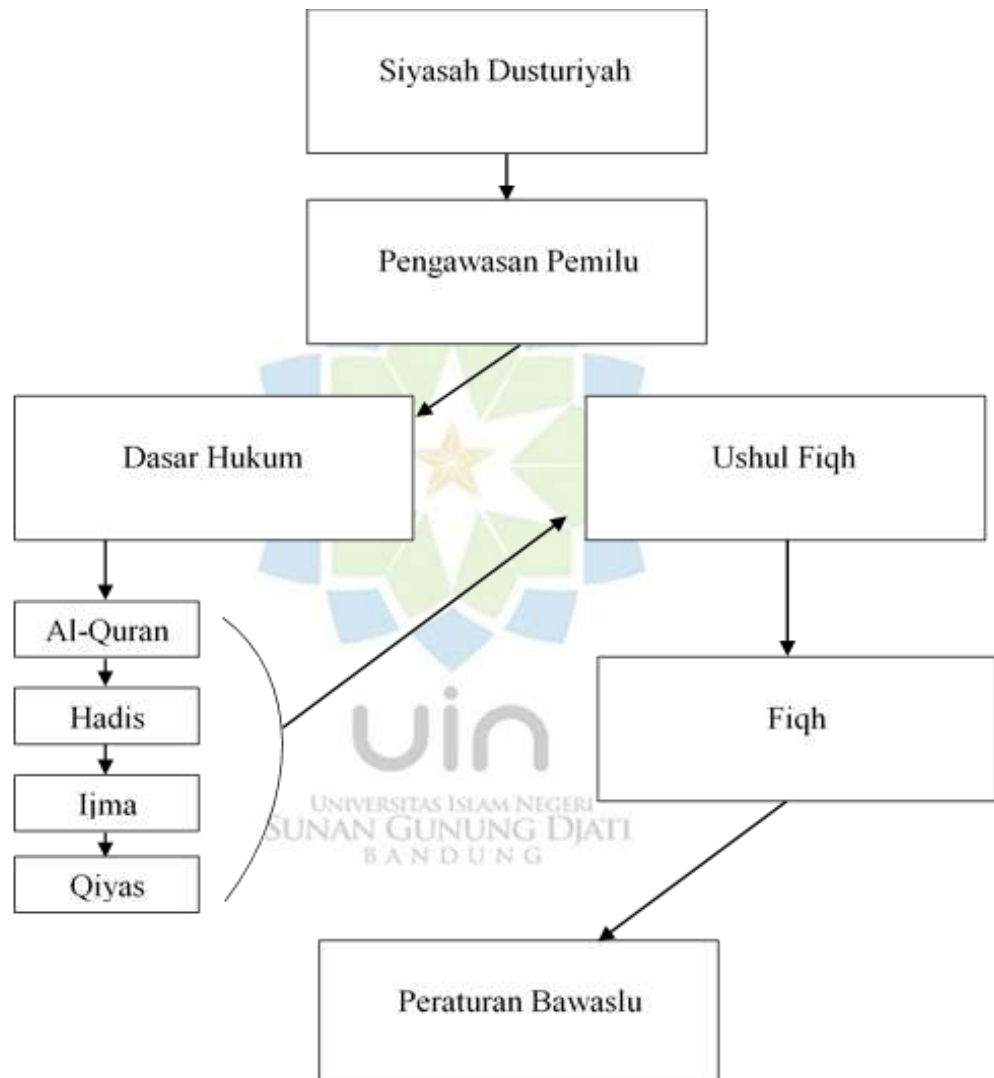 Siyasah Dusturiyah
Pengawasan Pemilu
Dasar Hukum
Ushul Fiqh
Al-Quran
Hadis
Ijma
Qiyas
Fiqh
uin
UNIVERSITAS ISLAM NEGERI
SUNAN GUNUNG DJATI
BANDUNG
Peraturan Bawaslu